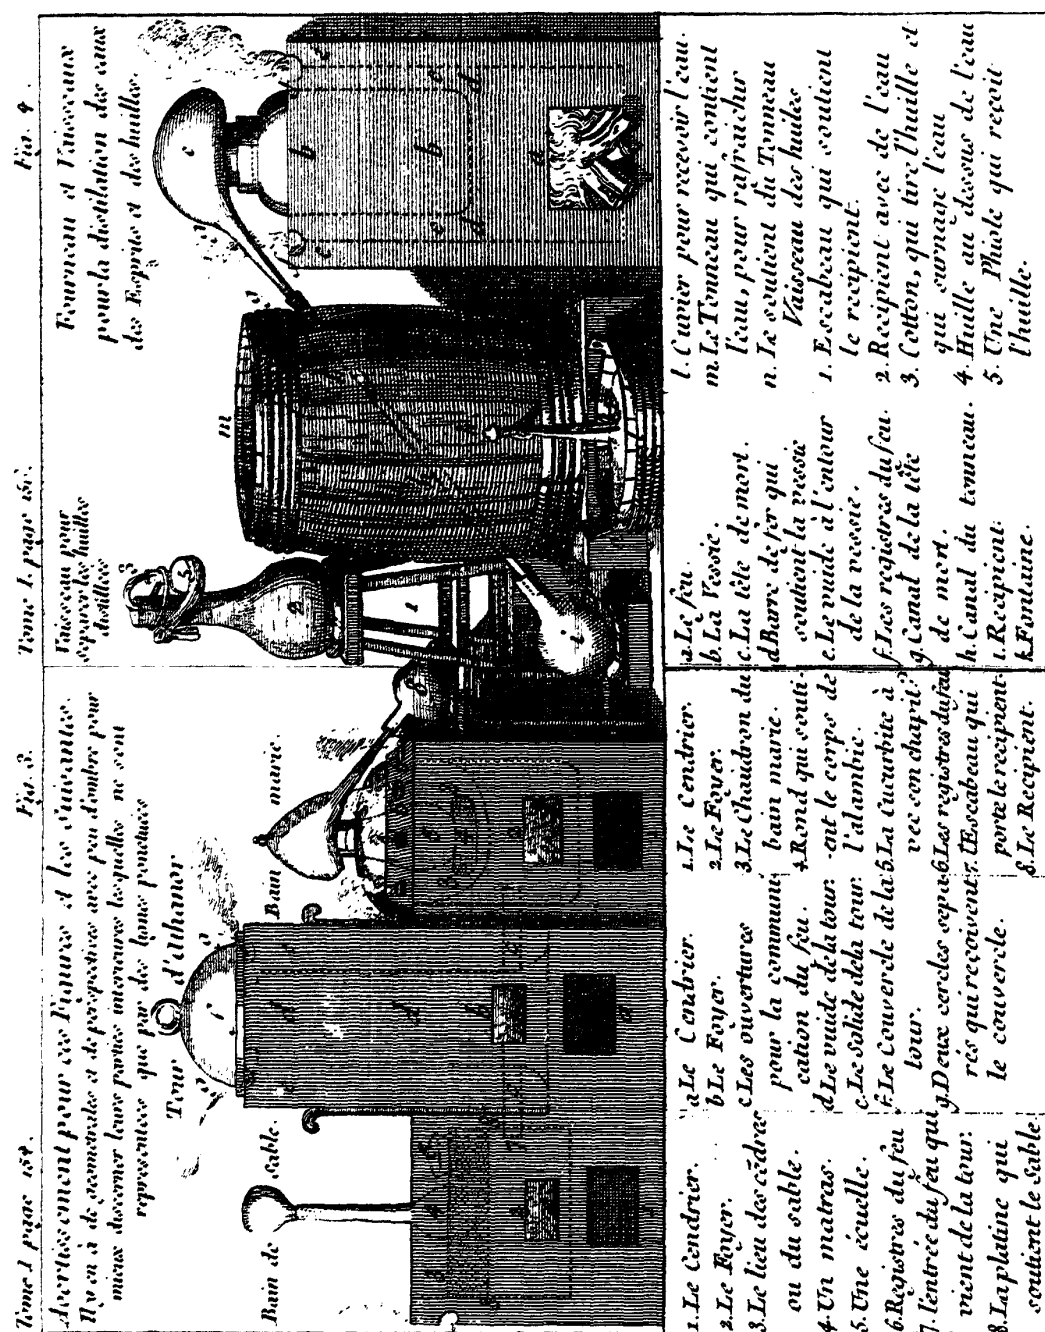 Tome 1. page 154.
Fig. 3.
Advertissement pour ces Figures et les Suivantes.
Il y en à de geometrales et de perspectives avec peu d'ombre pour
mieux discerner leurs parties interieures lesquelles ne sont
representées que par des lignes ponctuées
Tour d'Athanor
Bain de sable.
Bain marie.
1. Le Cendrier.
2. Le Foyer.
3. Le lieu des cēdres
ou du sable.
4. Un matras.
5. Une écuelle.
6. Registres du feu
7. l'entrée du feu qui
vient de la tour.
8. La platine qui
soutient le Sable.
a. Le Cendrier.
b. Le Foyer.
c. Les ouvertures
pour la communi
cation du feu.
d. Le vuide de la tour.
e. Le solide de la tour.
f. Le Couvercle de la
tour.
g. Deux cercles sepa
rés qui reçoivent
le couvercle.
1. Le Cendrier.
2. Le Foyer.
3. Le Chaudron du
bain marie.
4. Rond qui souti-
ent le corps de
l'alambic.
5. La Cucurbite à
vec son chapit.
6. Les registres du feu
7. L'Escabeau qui
porte le recipient.
8. Le Recipient.
Tome 1. page 155.
Fig. 4.
Vaisseau pour
separer les huilles
distillées
Fourneau et Vaisseaux
pour la distilation des eaux
des Esprits et des huilles.
a. Le feu.
b. La Vessie.
c. La tête de mort.
d. Barre de fer qui
soutient la vessie
e. Le vuide à l'entour
de la vessie.
f. Les registres du feu.
g. Canal de la tête
de mort.
h. Canal du tonneau.
i. Recipient.
k. Fontaine.
l. Cuvier pour recevoir l'eau.
m. Le Tonneau qui contient
l'eau, pour rafraichir
n. Le soutient du Tonneau
Vaisseau des huiles
1. Escabeau qui soutient
le recipient.
2. Recipient avec de l'eau
3. Cotton, qui tire l'huille et
qui surnage l'eau
4. Huille au dessus de l'eau
5. Une Phiole qui reçoit
l'huille.